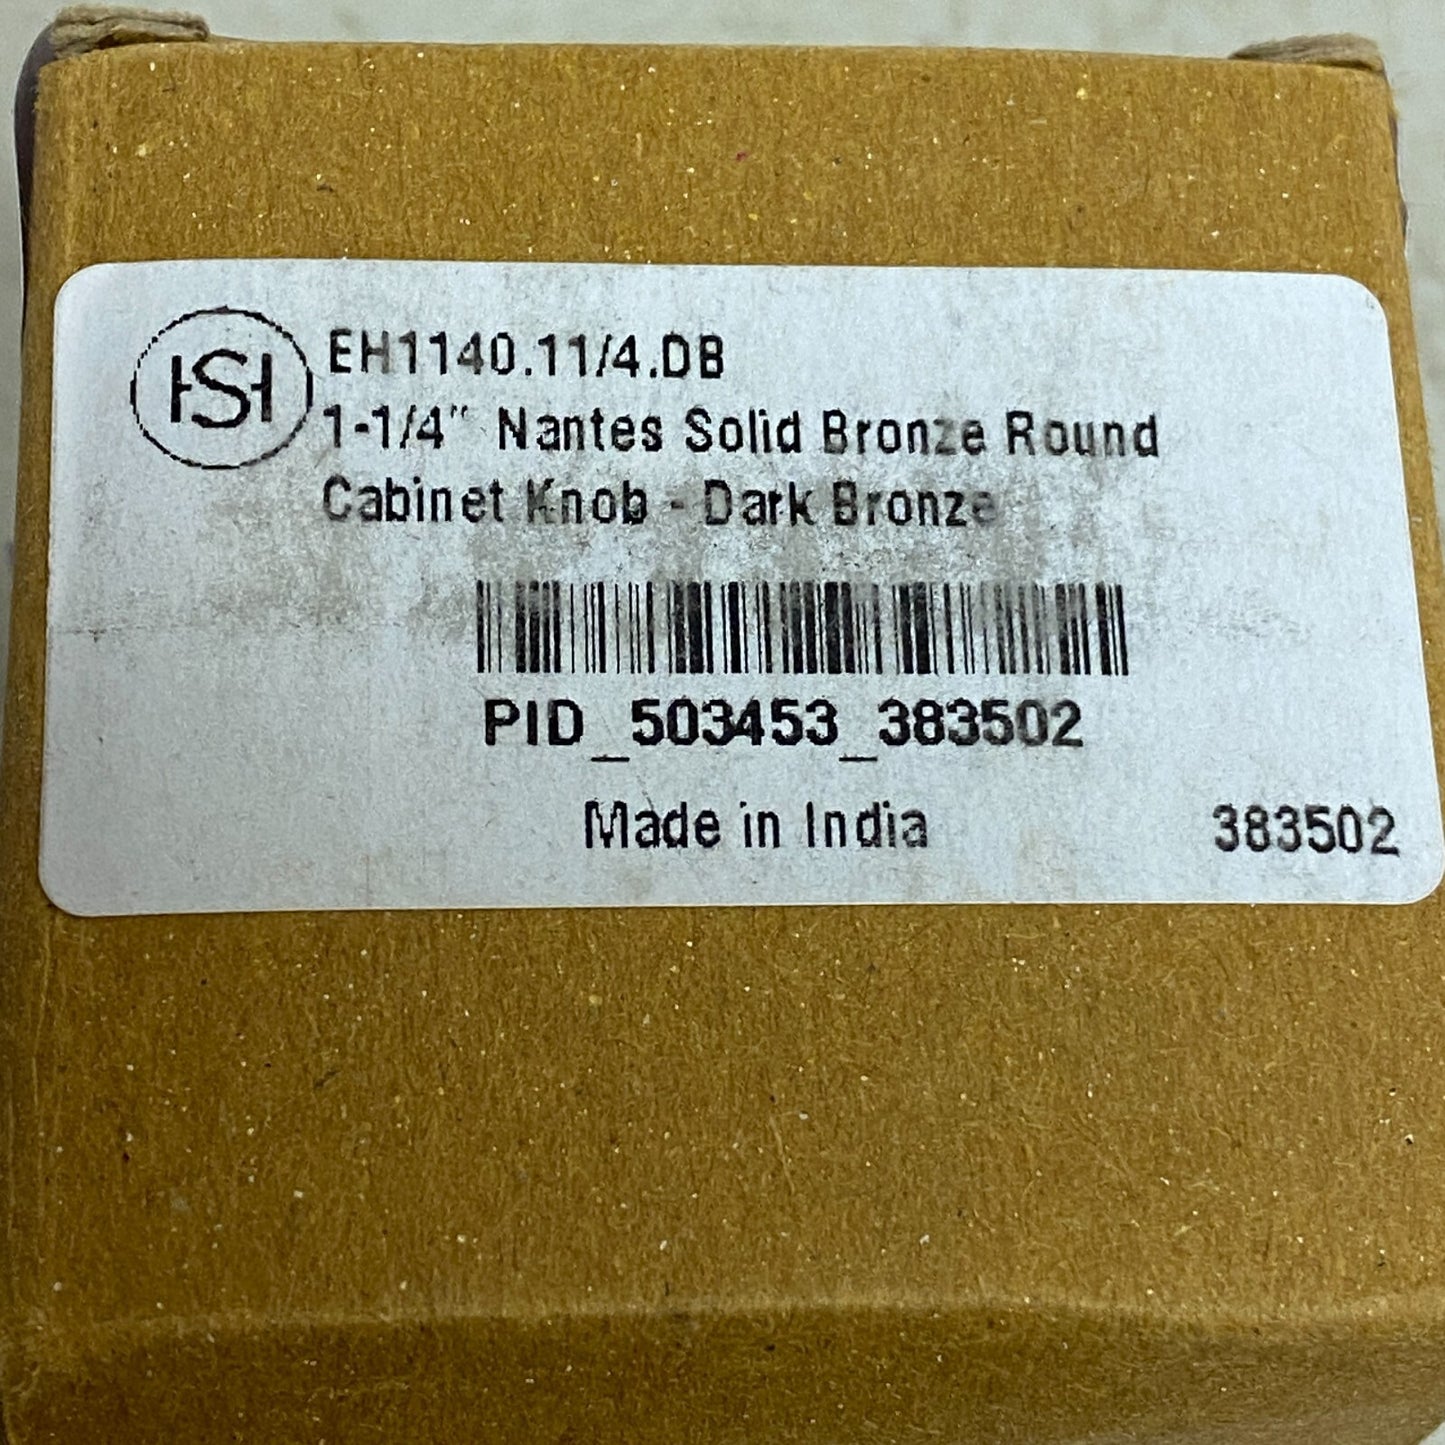 HSH
EH1140.11/4.DB
1-1/4" Nantes Solid Bronze Round
Cabinet Knob - Dark Bronze
PID_503453_383502
Made in India
383502